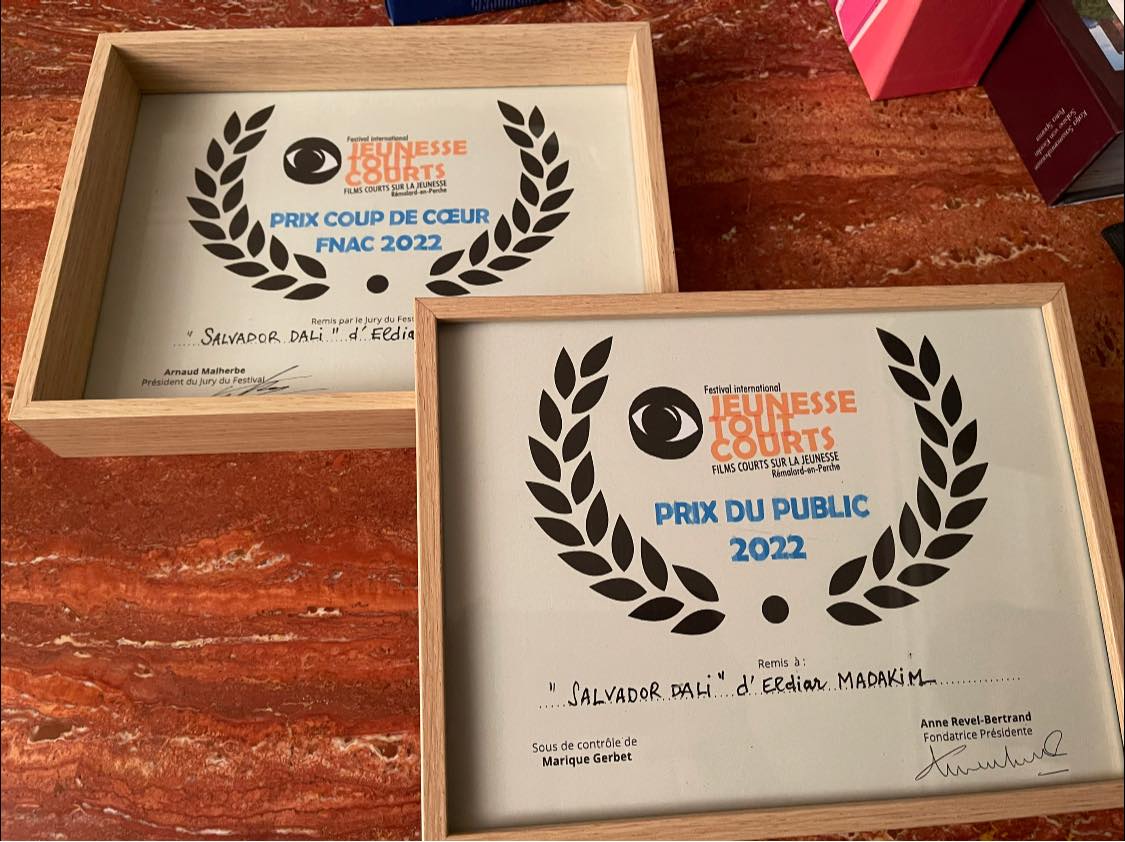 Festival international
JEUNESSE
TOUT
COURTS
FILMS COURTS SUR LA JEUNESSE
Rémalard-en-Perche
PRIX COUP DE CŒUR
FNAC 2022
Remis par le Jury du Fest
"SALVADOR DALi" d'Eldia
Arnaud Malherbe
Président du Jury du Festival
Festival international
JEUNESSE
TOUT
COURTS
FILMS COURTS SUR LA JEUNESSE
Rémalard-en-Perche
PRIX DU PUBLIC
2022
Remis à :
"SALVADOR DALi" d'Eldiar MADAKiM
Sous de contrôle de
Marique Gerbet
Anne Revel-Bertrand
Fondatrice Présidente